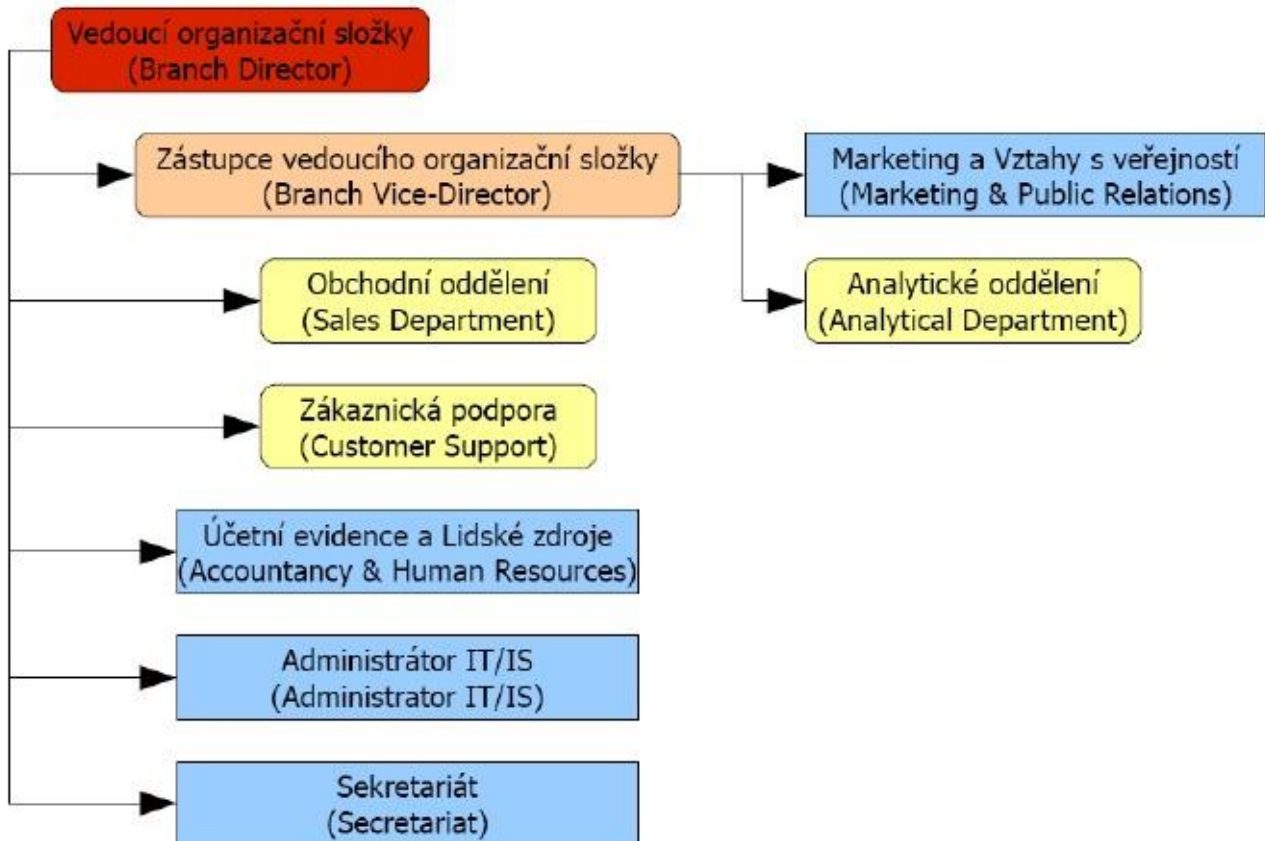 Vedoucí organizační složky
(Branch Director)
Zástupce vedoucího organizační složky
(Branch Vice-Director)
Marketing a Vztahy s veřejností
(Marketing & Public Relations)
Obchodní oddělení
(Sales Department)
Analytické oddělení
(Analytical Department)
Zákaznická podpora
(Customer Support)
Účetní evidence a Lidské zdroje
(Accountancy & Human Resources)
Administrátor IT/IS
(Administrator IT/IS)
Sekretariát
(Secretariat)